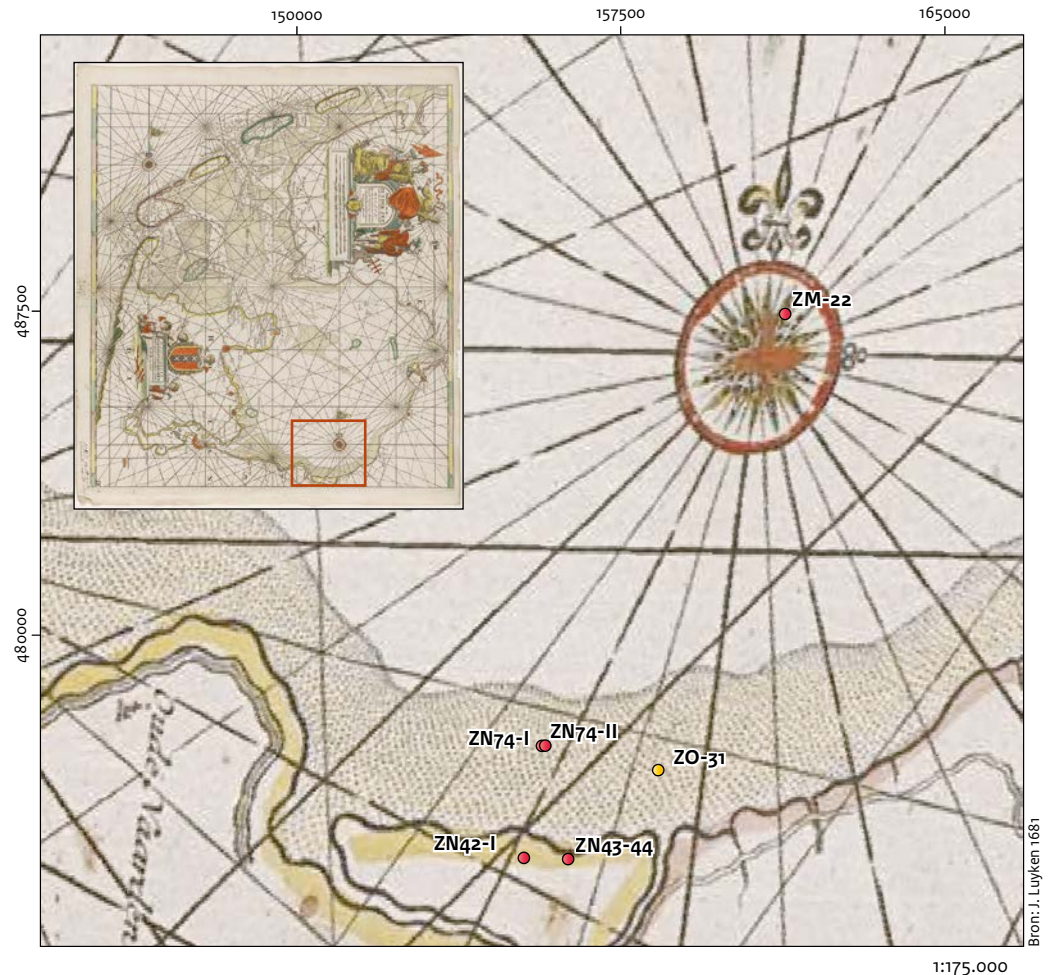 150000
157500
165000
487500
480000
ZM-22
ZN74-I
ZN74-II
ZO-31
ZN42-I
ZN43-44
Oude Naarden
Bron: J. Luyken 1681
1:175.000